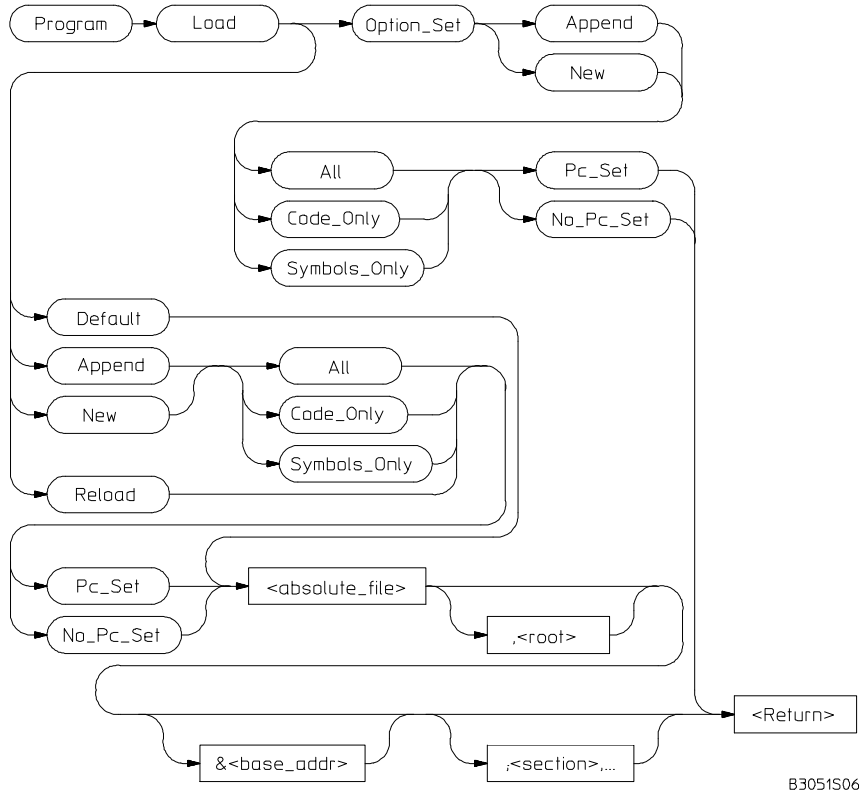 Program
Load
Option_Set
Append
New
All
Pc_Set
Code_Only
No_Pc_Set
Symbols_Only
Default
Append
All
New
Code_Only
Symbols_Only
Reload
Pc_Set
<absolute_file>
No_Pc_Set
,<root>
<Return>
&<base_addr>
;<section>,...
B3051S06